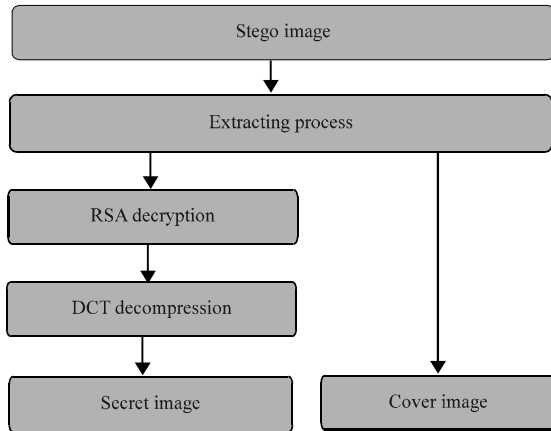 Stego image
Extracting process
RSA decryption
DCT decompression
Secret image
Cover image